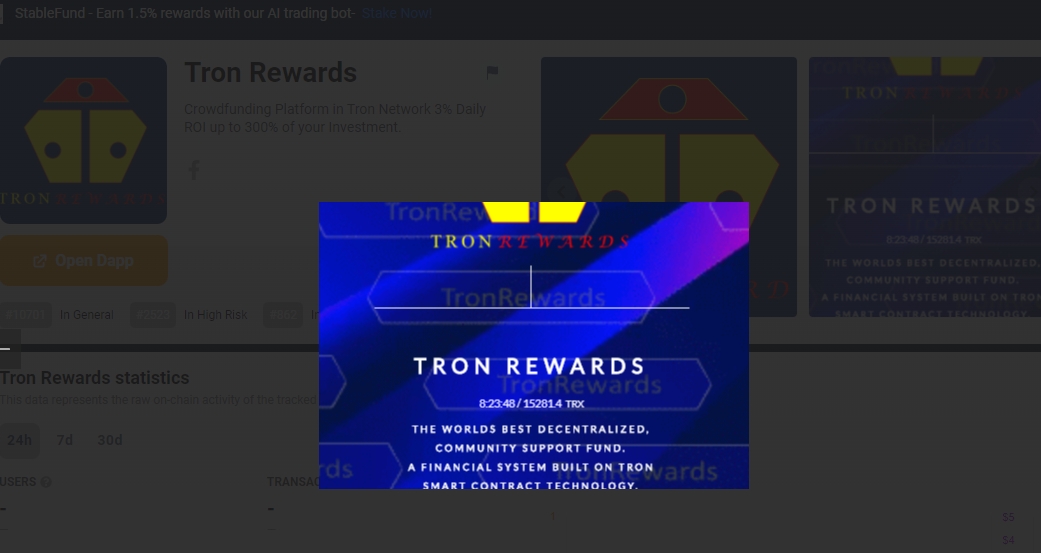 StableFund - Earn 1.5% rewards with our AI trading bot- Stake Now!
Tron Rewards
Crowdfunding Platform In Tron Network 3% Daily
ROI up to 300% of your Investment.
TRON REWARDS
Open Dapp
In General
In High Risk
TronRewards
TRON REWARDS
TronRewards
TRON REWARDS
TronRewards
8:23:48 / 15281.4 TRX
THE WORLDS BEST DECENTRALIZED,
COMMUNITY SUPPORT FUND.
A FINANCIAL SYSTEM BUILT ON TRON
SMART CONTRACT TECHNOLOGY.
rds
TronRewards
TRON REWARDS
TRON REWARDS
8:23:48 / 15281.4 TRX
THE WORLDS BEST DECENTRALIZED,
COMMUNITY SUPPORT FUND.
A FINANCIAL SYSTEM BUILT ON TRON
SMART CONTRACT TECHNOLOGY.
Tron Rewards statistics
This data represents the raw on-chain activity of the tracked
24h 7d 30d
USERS
TRANSAC
-
-
$5
$4